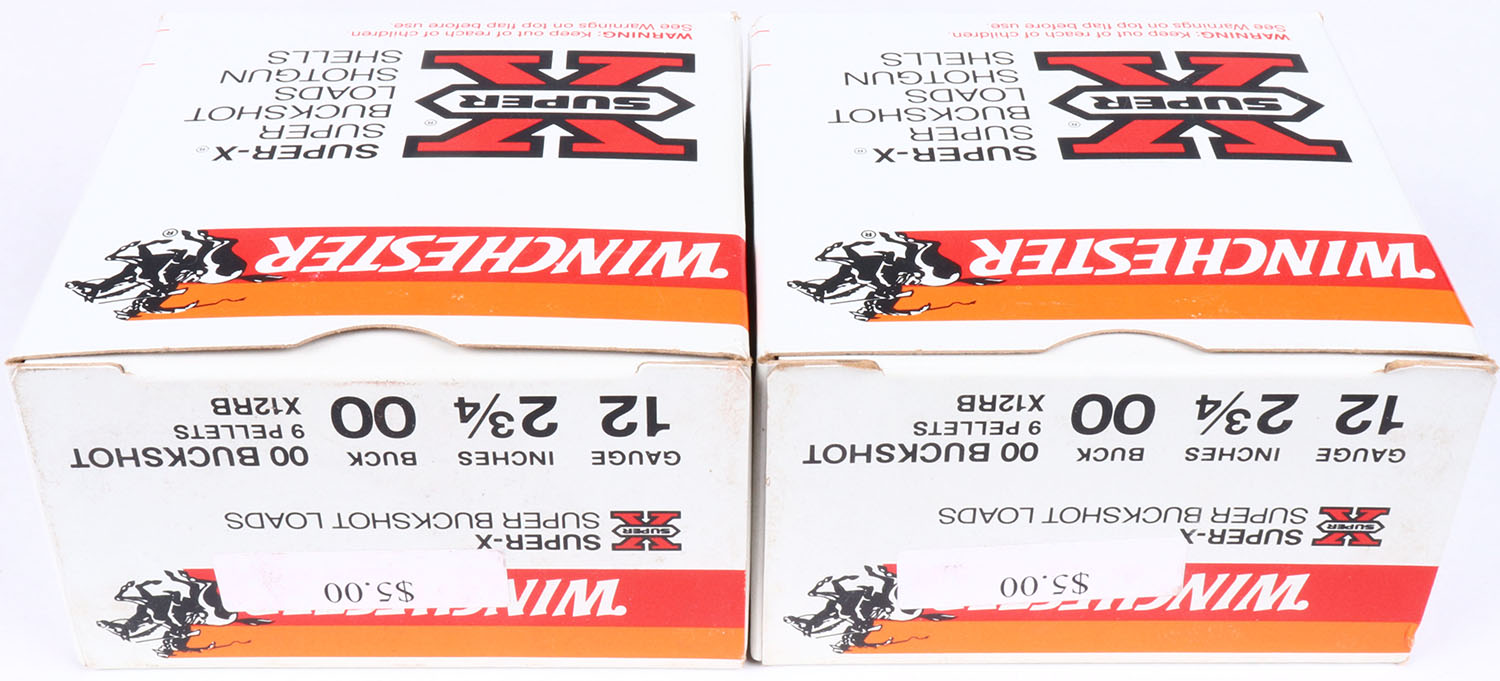 WINCHESTER
$5.00
SUPER
X
SUPER-X
SUPER BUCKSHOT LOADS
GAUGE INCHES BUCK 00 BUCKSHOT
12 2¾ 00 9 PELLETS
X12RB
WINCHESTER®
SUPER-X®
SUPER
BUCKSHOT
LOADS
SHOTGUN
SHELLS
X®
SUPER
WARNING: Keep out of reach of children.
See Warnings on top flap before use.
WINCHESTER
$5.00
SUPER
X
SUPER-X
SUPER BUCKSHOT LOADS
GAUGE INCHES BUCK 00 BUCKSHOT
12 2¾ 00 9 PELLETS
X12RB
WINCHESTER®
SUPER-X®
SUPER
BUCKSHOT
LOADS
SHOTGUN
SHELLS
X®
SUPER
WARNING: Keep out of reach of children.
See Warnings on top flap before use.